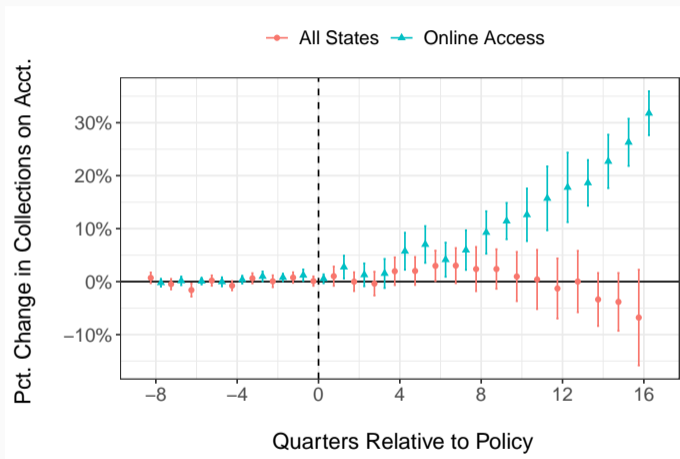 All States Online Access
Pct. Change in Collections on Acct.
30%
20%
10%
0%
−10%
−8 −4 0 4 8 12 16
Quarters Relative to Policy